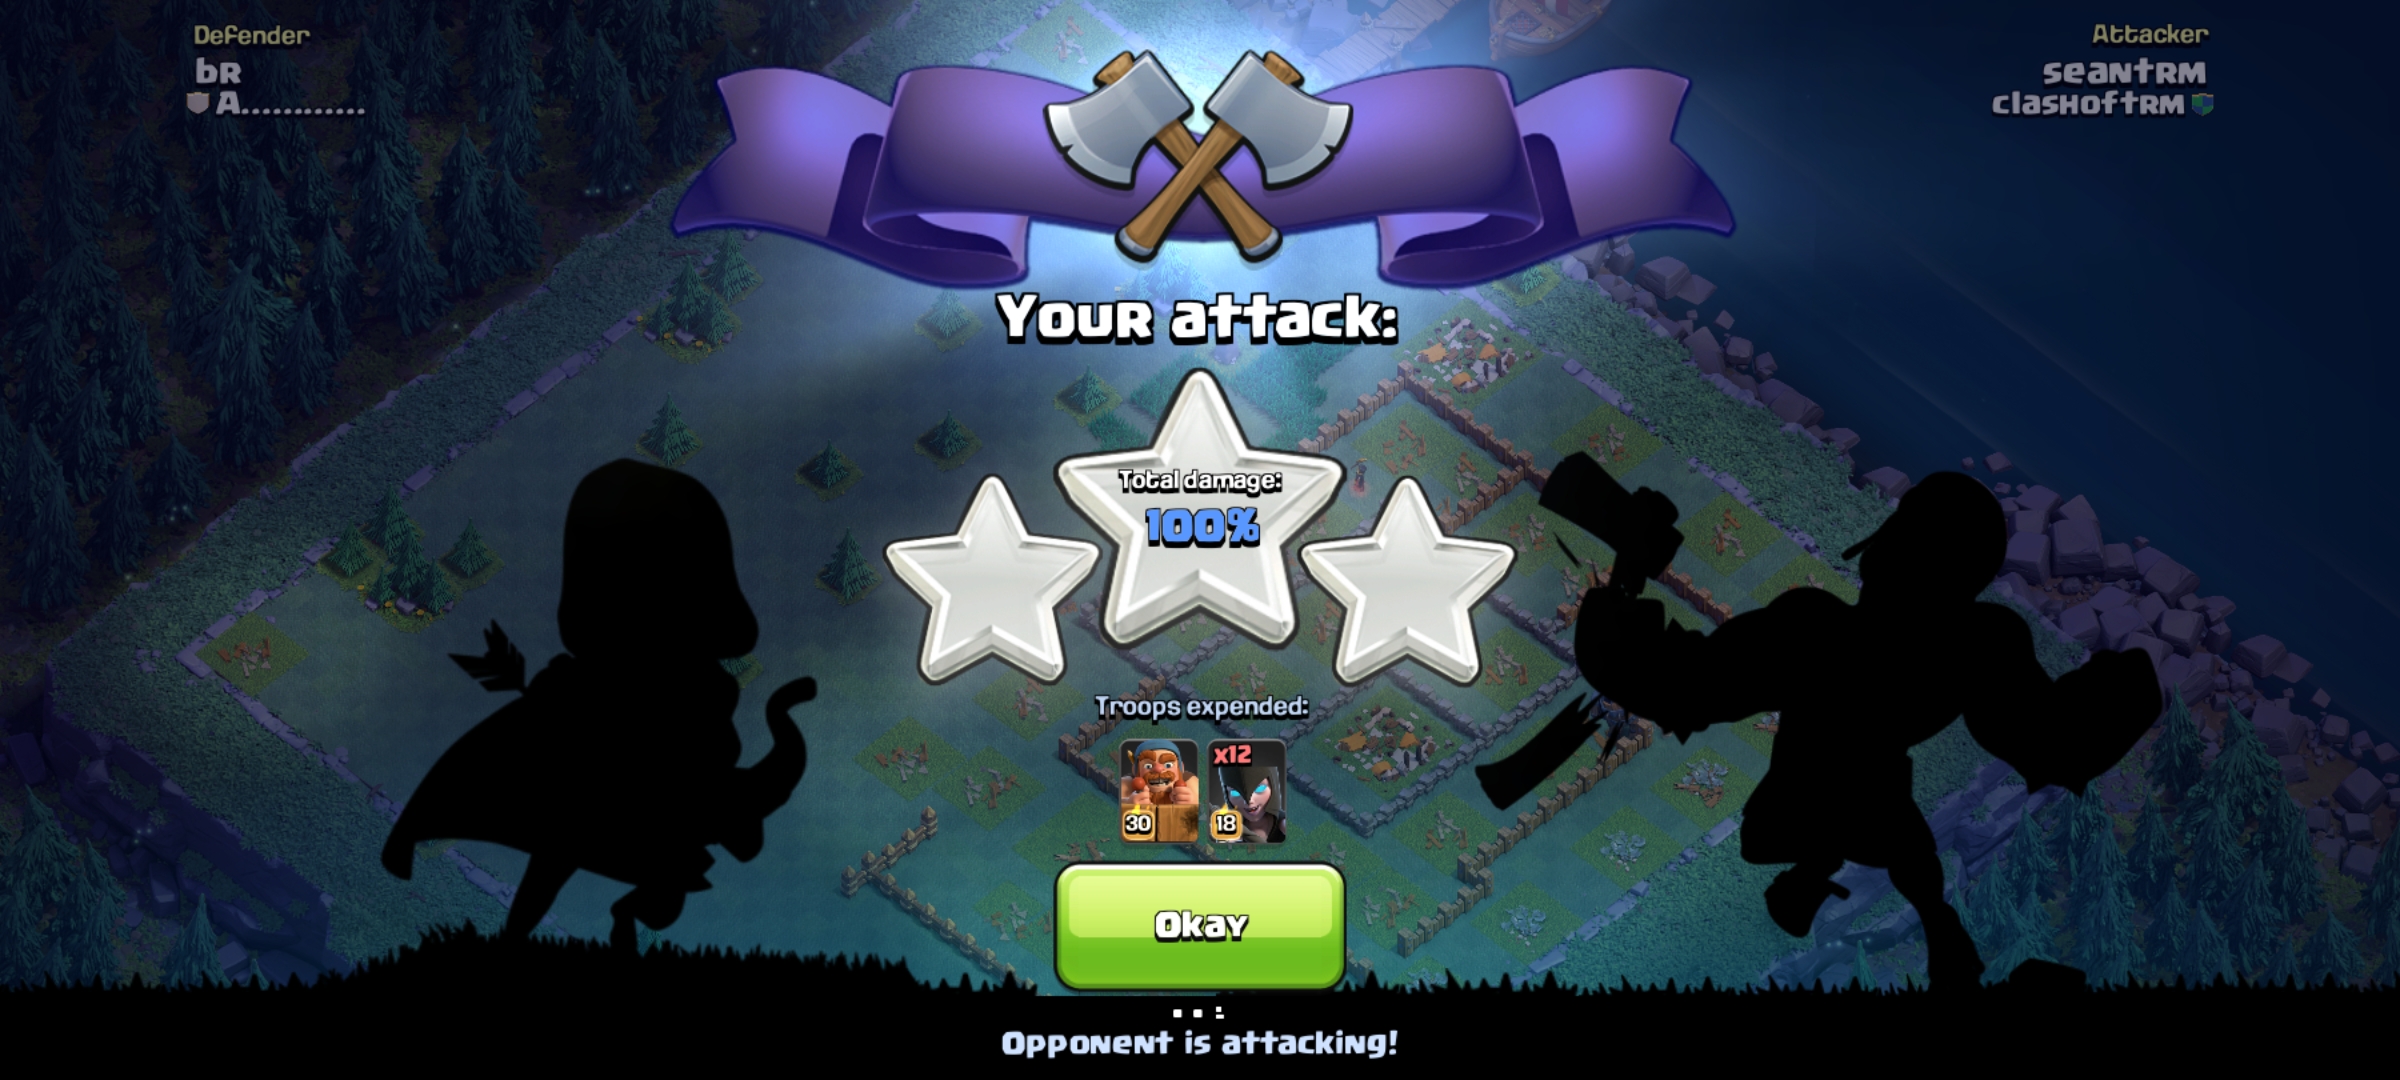 Defender
bR
A............
Attacker
seantRM
clashoftRM
Your attack:
Total damage:
100%
Troops expended:
x12
30
18
Okay
Opponent is attacking!